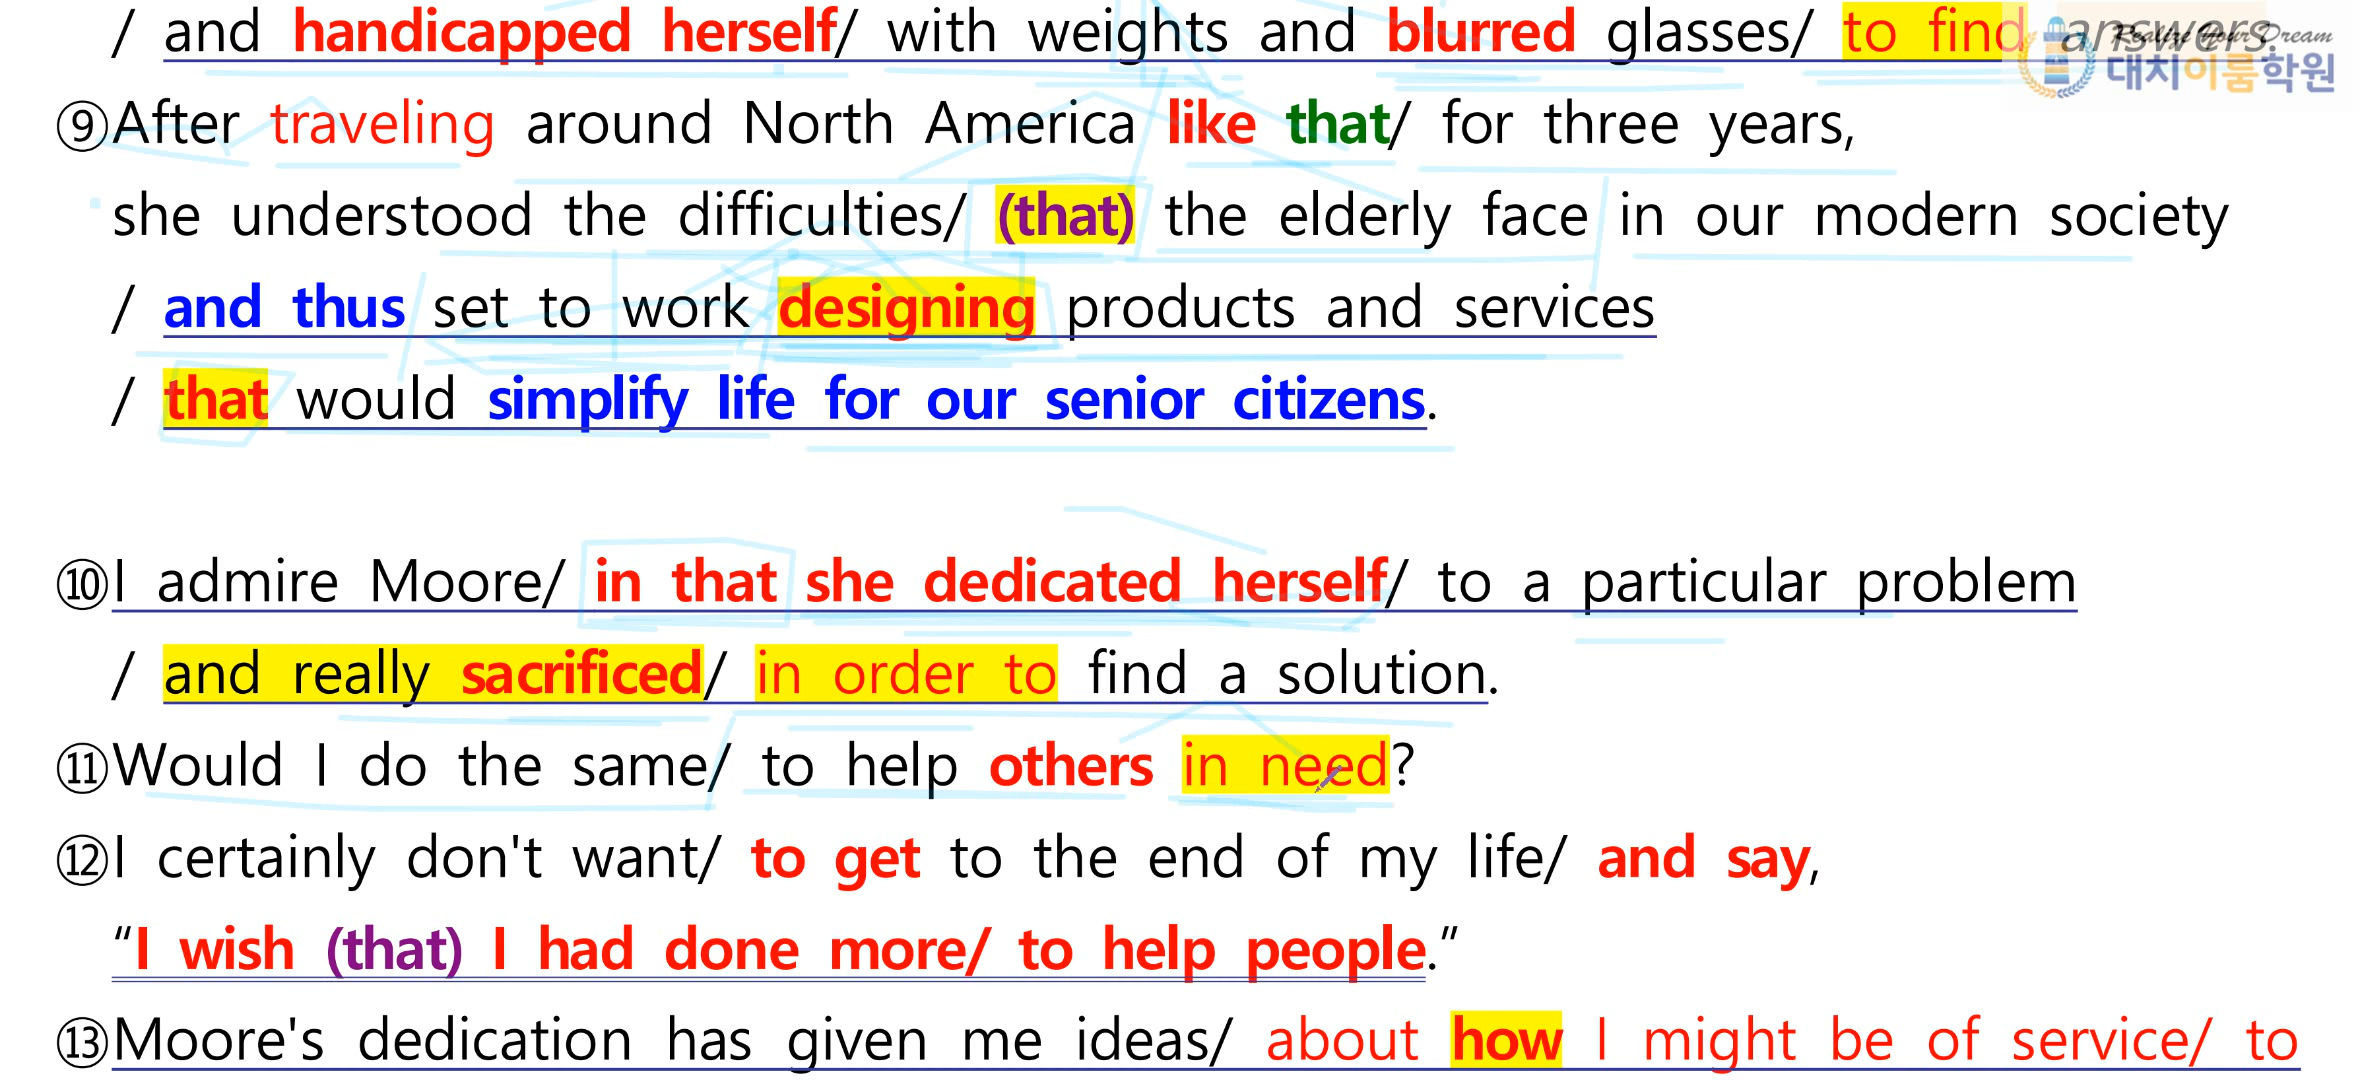 / and handicapped herself/ with weights and blurred glasses/ to find answers.
Realize Your Dream
대치이룸학원
⑨After traveling around North America like that/ for three years,
she understood the difficulties/ (that) the elderly face in our modern society
/ and thus set to work designing products and services
/ that would simplify life for our senior citizens.
⑩I admire Moore/ in that she dedicated herself/ to a particular problem
/ and really sacrificed/ in order to find a solution.
⑪Would I do the same/ to help others in need?
⑫I certainly don't want/ to get to the end of my life/ and say,
“I wish (that) I had done more/ to help people.”
⑬Moore's dedication has given me ideas/ about how I might be of service/ to